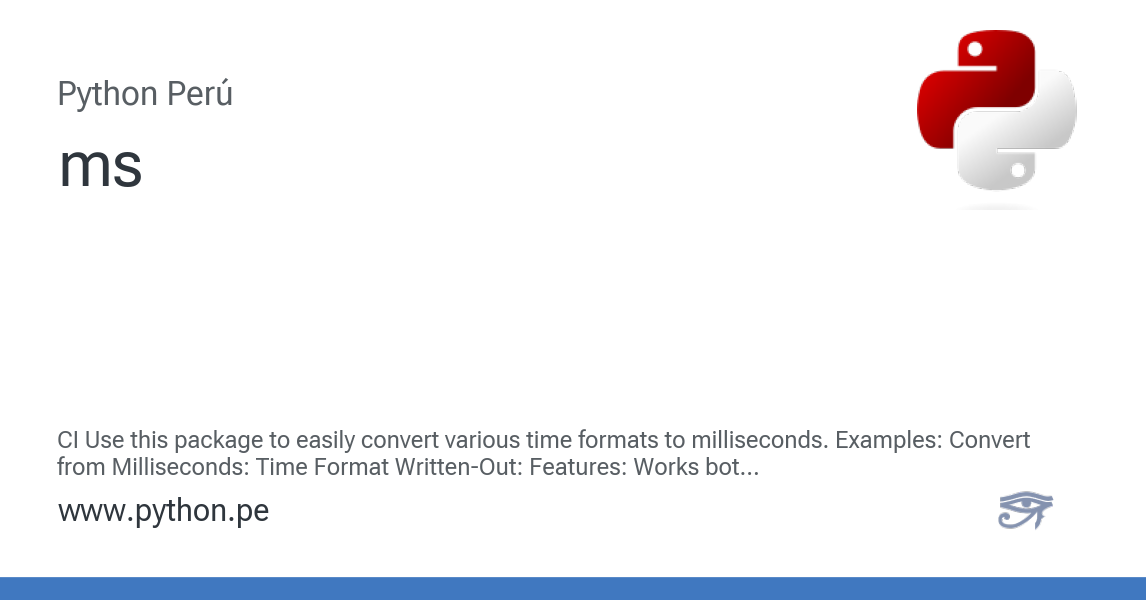 Python Perú
ms
CI Use this package to easily convert various time formats to milliseconds. Examples: Convert
from Milliseconds: Time Format Written-Out: Features: Works bot...
www.python.pe